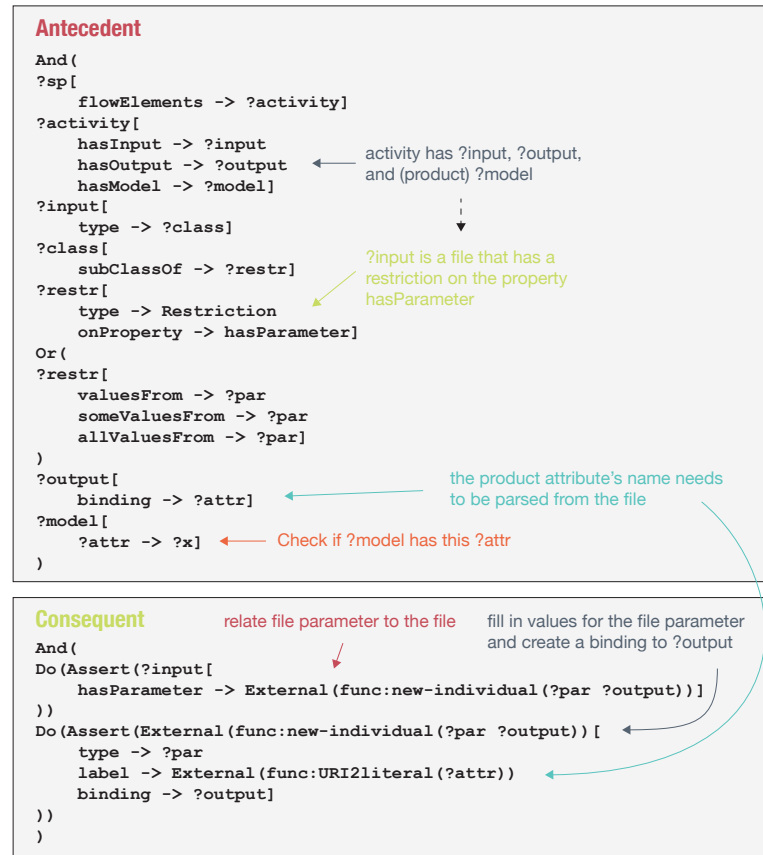 Antecedent
And(
?sp[
flowElements -> ?activity]
?activity[
hasInput -> ?input
hasOutput -> ?output
hasModel -> ?model]
activity has ?input, ?output,
and (product) ?model
?input[
type -> ?class]
?class[
subClassOf -> ?restr]
?restr[
type -> Restriction
onProperty -> hasParameter]
?input is a file that has a
restriction on the property
hasParameter
Or(
?restr[
valuesFrom -> ?par
someValuesFrom -> ?par
allValuesFrom -> ?par]
)
?output[
binding -> ?attr]
the product attribute's name needs
to be parsed from the file
?model[
?attr -> ?x]
Check if ?model has this ?attr
)
Consequent
relate file parameter to the file
fill in values for the file parameter
and create a binding to ?output
And(
Do(Assert(?input[
hasParameter -> External(func:new-individual(?par ?output))]
))
Do(Assert(External(func:new-individual(?par ?output))[
type -> ?par
label -> External(func:URI2literal(?attr))
binding -> ?output]
))
)